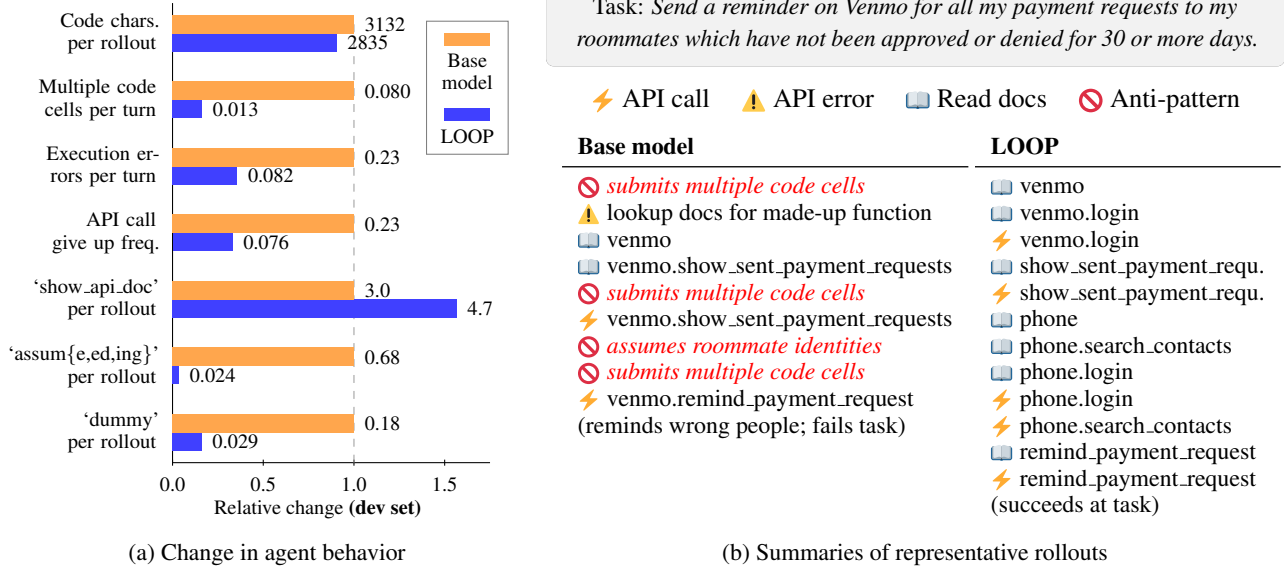 Code chars.
per rollout
3132
2835
Multiple code
cells per turn
0.080
0.013
Execution er-
rors per turn
0.23
0.082
API call
give up freq.
0.23
0.076
‘show_api_doc’
per rollout
3.0
4.7
‘assum{e,ed,ing}’
per rollout
0.68
0.024
‘dummy’
per rollout
0.18
0.029
Base
model
LOOP
0.0 0.5 1.0 1.5
Relative change (dev set)
(a) Change in agent behavior
Task: Send a reminder on Venmo for all my payment requests to my
roommates which have not been approved or denied for 30 or more days.
API call API error Read docs Anti-pattern
Base model
submits multiple code cells
lookup docs for made-up function
venmo
venmo.show_sent_payment_requests
submits multiple code cells
venmo.show_sent_payment_requests
assumes roommate identities
submits multiple code cells
venmo.remind_payment_request
(reminds wrong people; fails task)
LOOP
venmo
venmo.login
venmo.login
show_sent_payment_requ.
show_sent_payment_requ.
phone
phone.search_contacts
phone.login
phone.login
phone.search_contacts
remind_payment_request
remind_payment_request
(succeeds at task)
(b) Summaries of representative rollouts